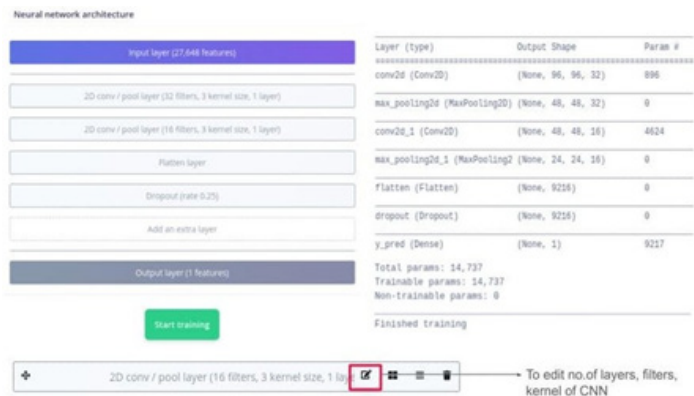 Neural network architecture
Input layer (27,648 features)
2D conv / pool layer (32 filters, 3 kernel size, 1 layer)
2D conv / pool layer (16 filters, 3 kernel size, 1 layer)
Flatten layer
Dropout (rate 0.25)
Add an extra layer
Output layer (1 features)
Start training
Layer (type) Output Shape Param #
conv2d (Conv2D) (None, 96, 96, 32) 896
max_pooling2d (MaxPooling2D) (None, 48, 48, 32) 0
conv2d_1 (Conv2D) (None, 48, 48, 16) 4624
max_pooling2d_1 (MaxPooling2 (None, 24, 24, 16) 0
flatten (Flatten) (None, 9216) 0
dropout (Dropout) (None, 9216) 0
y_pred (Dense) (None, 1) 9217
Total params: 14,737
Trainable params: 14,737
Non-trainable params: 0
Finished training
2D conv / pool layer (16 filters, 3 kernel size, 1 lay
To edit no.of layers, filters,
kernel of CNN